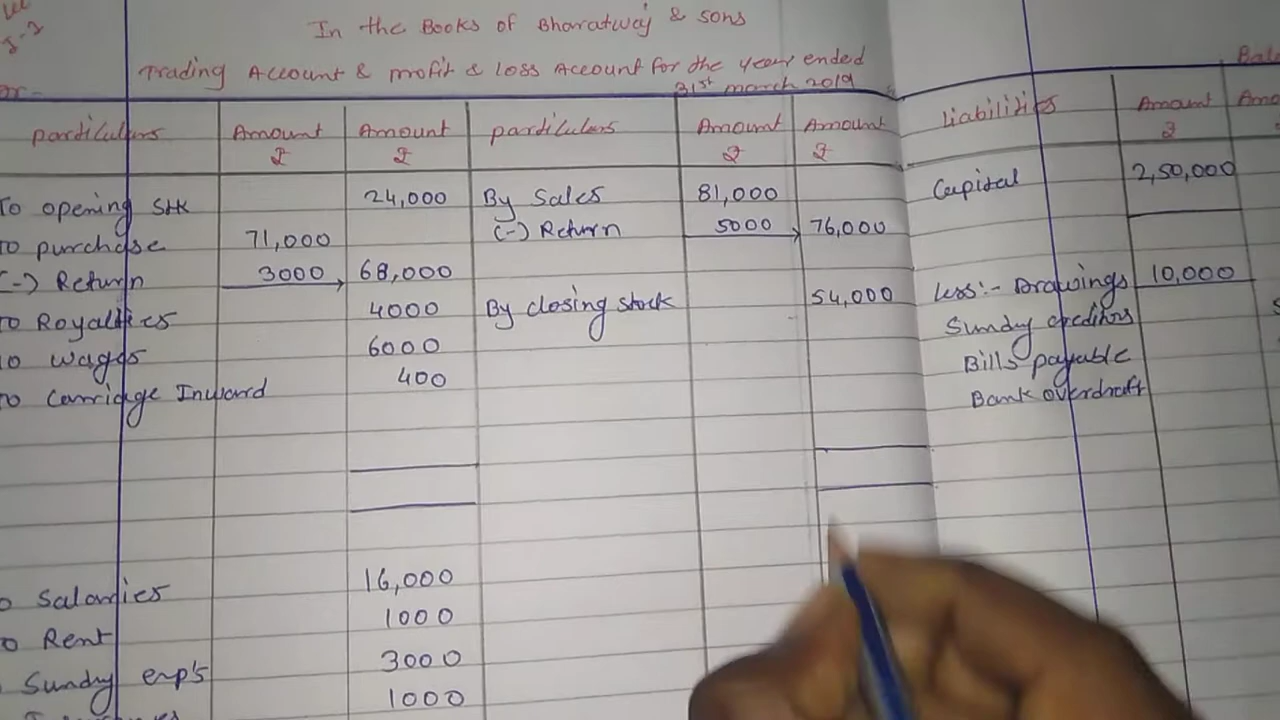 In the Books of Bharatwaj & sons
Trading Account & profit & loss Account for the year ended
31st march 2019
particulars Amount ₹ Amount ₹ particulars Amount ₹ Amount ₹
To opening Stk 24,000 By Sales 81,000
To purchase 71,000 (-) Return 5000 76,000
(-) Return 3000 68,000
To Royalties 4000 By closing stock 54,000
To wages 6000
To Carriage Inward 400
o Salaries 16,000
o Rent 1000
Sundry exp's 3000
1000
Liabilities Amount ₹
Capital 2,50,000
Less:- Drawings 10,000
Sundry creditors
Bills payable
Bank overdraft